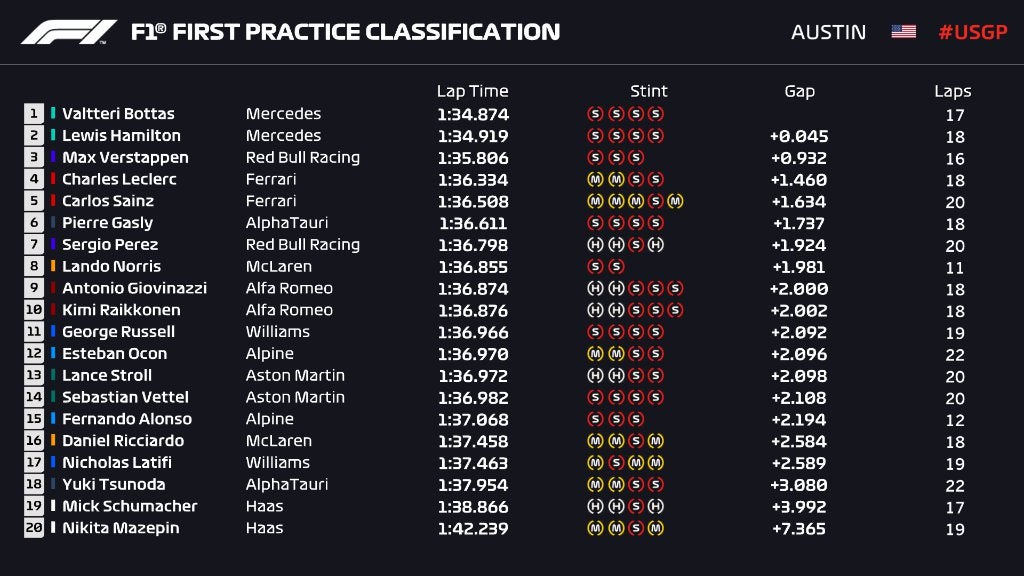 F1® FIRST PRACTICE CLASSIFICATION AUSTIN #USGP
Lap Time Stint Gap Laps
1 Valtteri Bottas Mercedes 1:34.874 S S S S 17
2 Lewis Hamilton Mercedes 1:34.919 S S S S +0.045 18
3 Max Verstappen Red Bull Racing 1:35.806 S S S +0.932 16
4 Charles Leclerc Ferrari 1:36.334 M M S S +1.460 18
5 Carlos Sainz Ferrari 1:36.508 M M M S M +1.634 20
6 Pierre Gasly AlphaTauri 1:36.611 S S S S +1.737 18
7 Sergio Perez Red Bull Racing 1:36.798 H H S H +1.924 20
8 Lando Norris McLaren 1:36.855 S S +1.981 11
9 Antonio Giovinazzi Alfa Romeo 1:36.874 H H S S S +2.000 18
10 Kimi Raikkonen Alfa Romeo 1:36.876 H H S S S +2.002 18
11 George Russell Williams 1:36.966 S S S S +2.092 19
12 Esteban Ocon Alpine 1:36.970 M M S S +2.096 22
13 Lance Stroll Aston Martin 1:36.972 H H S S +2.098 20
14 Sebastian Vettel Aston Martin 1:36.982 S S S S +2.108 20
15 Fernando Alonso Alpine 1:37.068 S S S +2.194 12
16 Daniel Ricciardo McLaren 1:37.458 M M S M +2.584 18
17 Nicholas Latifi Williams 1:37.463 M S M M +2.589 19
18 Yuki Tsunoda AlphaTauri 1:37.954 M M S S +3.080 22
19 Mick Schumacher Haas 1:38.866 H H S H +3.992 17
20 Nikita Mazepin Haas 1:42.239 M M S M +7.365 19